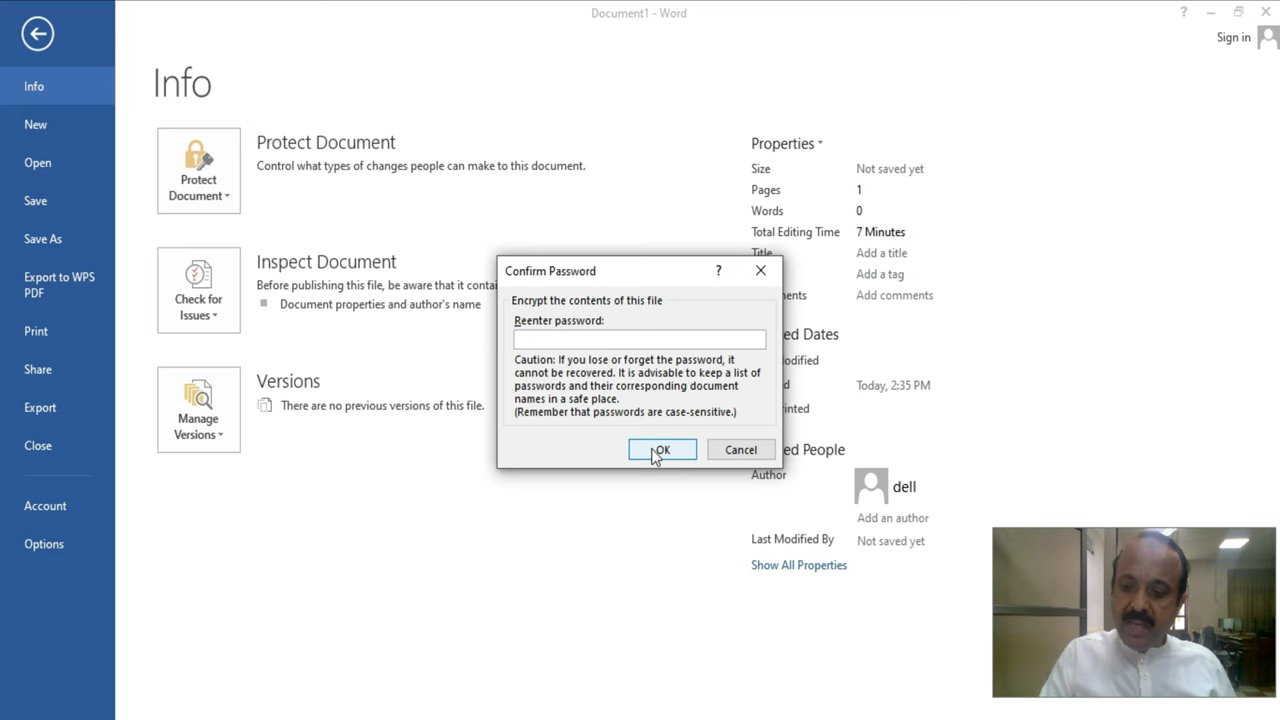 Document1 - Word
?
Sign in
Info
New
Open
Save
Save As
Export to WPS
PDF
Print
Share
Export
Close
Account
Options
Info
Protect
Document
Protect Document
Control what types of changes people can make to this document.
Check for
Issues
Inspect Document
Before publishing this file, be aware that it conta
Document properties and author's name
Manage
Versions
Versions
There are no previous versions of this file.
Properties
Size Not saved yet
Pages 1
Words 0
Total Editing Time 7 Minutes
Title Add a title
Add a tag
ents Add comments
d Dates
odified
d Today, 2:35 PM
rinted
ed People
Author
dell
Add an author
Last Modified By Not saved yet
Show All Properties
Confirm Password
?
Encrypt the contents of this file
Reenter password:
Caution: If you lose or forget the password, it
cannot be recovered. It is advisable to keep a list of
passwords and their corresponding document
names in a safe place.
(Remember that passwords are case-sensitive.)
OK
Cancel